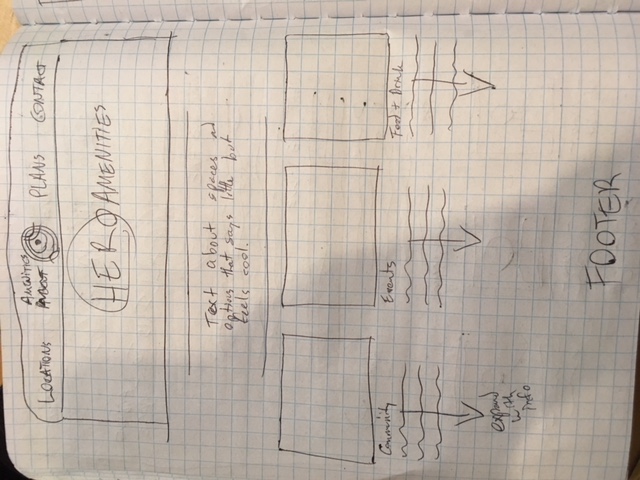 AMENITIES
LOCATIONS ABOUT PLANS CONTACT
HERO AMENITIES
Text about spaces and
options that says little but
feels cool.
Community Events Food + Drink
expand
with
info
FOOTER